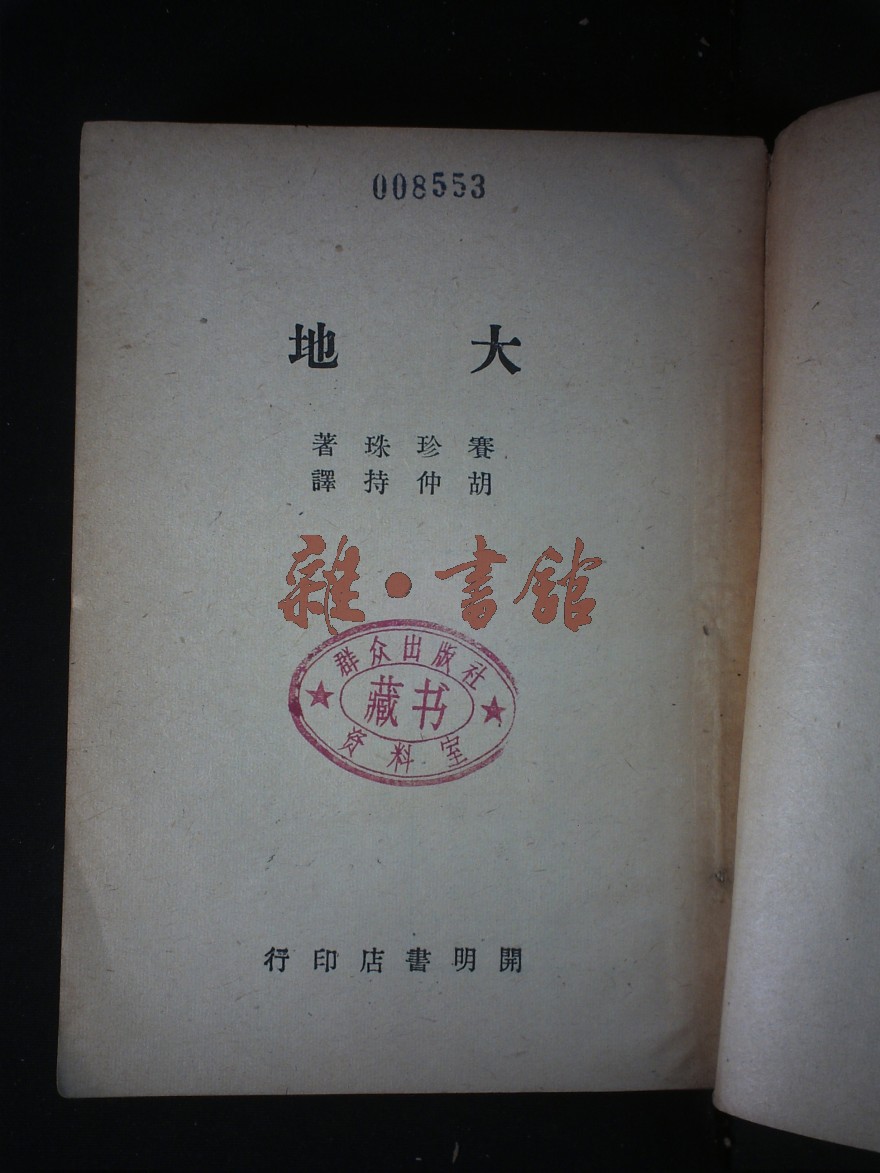 008553
大地
賽珍珠著
胡仲持譯
雜·書館
群众出版社
藏书
资料室
開明書店印行